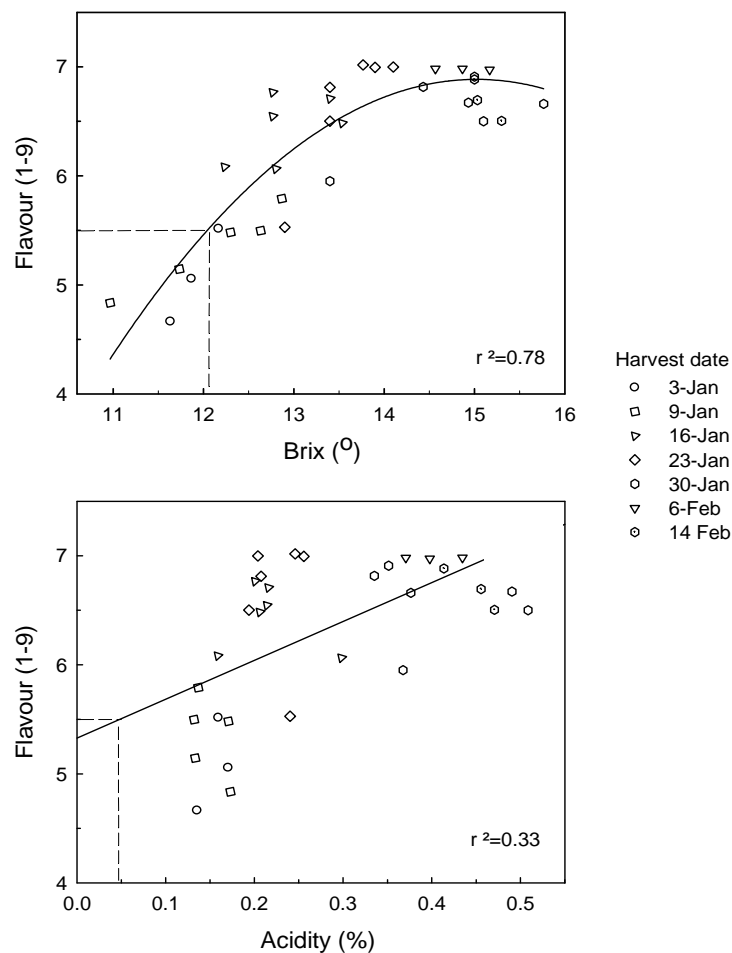 7
6
5
4
Flavour (1-9)
r ²=0.78
11 12 13 14 15 16
Brix (O)
Harvest date
3-Jan
9-Jan
16-Jan
23-Jan
30-Jan
6-Feb
14 Feb
7
6
5
4
Flavour (1-9)
r ²=0.33
0.0 0.1 0.2 0.3 0.4 0.5
Acidity (%)